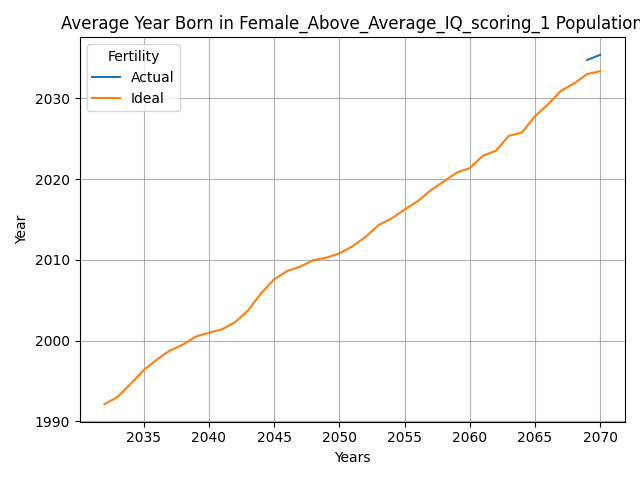 Average Year Born in Female_Above_Average_IQ_scoring_1 Population
Fertility
Actual
Ideal
Year
2030
2020
2010
2000
1990
2035 2040 2045 2050 2055 2060 2065 2070
Years